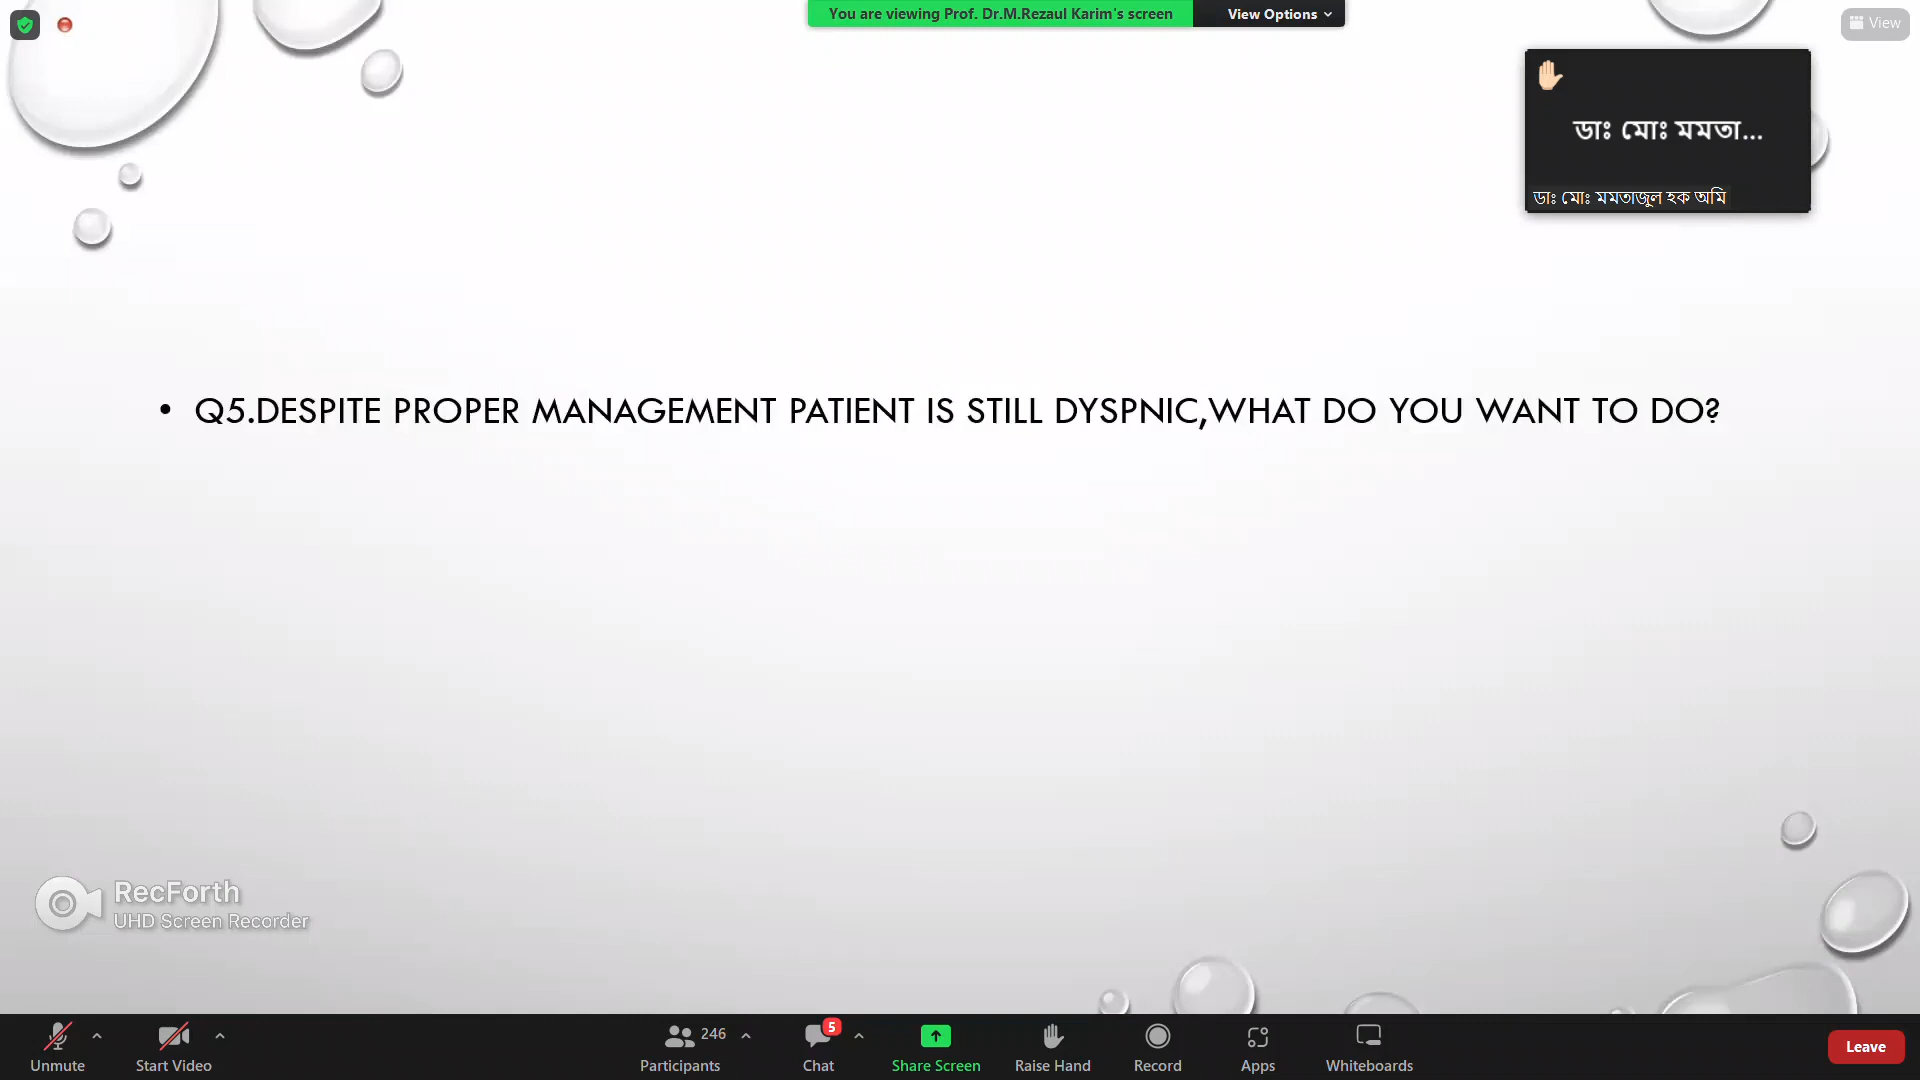 You are viewing Prof. Dr.M.Rezaul Karim's screen
View Options
View
ডাঃ মোঃ মমতা...
ডাঃ মোঃ মমতাজুল হক অমি
• Q5.DESPITE PROPER MANAGEMENT PATIENT IS STILL DYSPNIC,WHAT DO YOU WANT TO DO?
RecForth
UHD Screen Recorder
Unmute
Start Video
246
Participants
5
Chat
Share Screen
Raise Hand
Record
Apps
Whiteboards
Leave